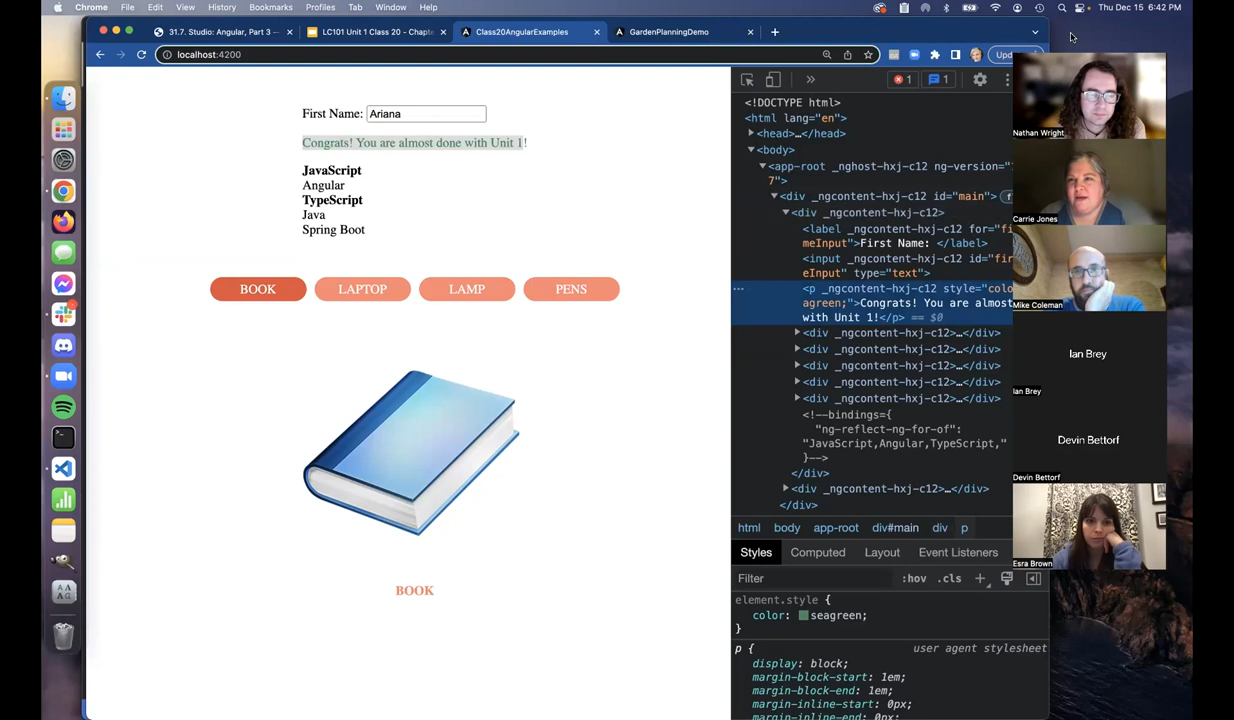 Chrome File Edit View History Bookmarks Profiles Tab Window Help Thu Dec 15 6:42 PM
31.7. Studio: Angular, Part 3 —
LC101 Unit 1 Class 20 - Chapte
Class20AngularExamples
GardenPlanningDemo
localhost:4200
First Name: Ariana
Congrats! You are almost done with Unit 1!
JavaScript
Angular
TypeScript
Java
Spring Boot
BOOK LAPTOP LAMP PENS
BOOK
1 1
<!DOCTYPE html>
<html lang="en">
<head>…</head>
<body>
<app-root _nghost-hxj-c12 ng-version="1
7">
<div _ngcontent-hxj-c12 id="main">
<div _ngcontent-hxj-c12>
<label _ngcontent-hxj-c12 for="fi
meInput">First Name: </label>
<input _ngcontent-hxj-c12 id="fir
eInput" type="text">
<p _ngcontent-hxj-c12 style="colo
agreen;">Congrats! You are almos
with Unit 1!</p> == $0
<div _ngcontent-hxj-c12>…</div>
<div _ngcontent-hxj-c12>…</div>
<div _ngcontent-hxj-c12>…</div>
<div _ngcontent-hxj-c12>…</div>
<div _ngcontent-hxj-c12>…</div>
<!--bindings={
"ng-reflect-ng-for-of":
"JavaScript,Angular,TypeScript,"
}-->
</div>
<div _ngcontent-hxj-c12>…</div>
</div>
html body app-root div#main div p
Styles Computed Layout Event Listeners
Filter :hov .cls
element.style {
color: seagreen;
}
p { user agent stylesheet
display: block;
margin-block-start: 1em;
margin-block-end: 1em;
margin-inline-start: 0px;
margin-inline-end: 0px;
Nathan Wright
Carrie Jones
Mike Coleman
Ian Brey
Ian Brey
Devin Bettorf
Devin Bettorf
Esra Brown